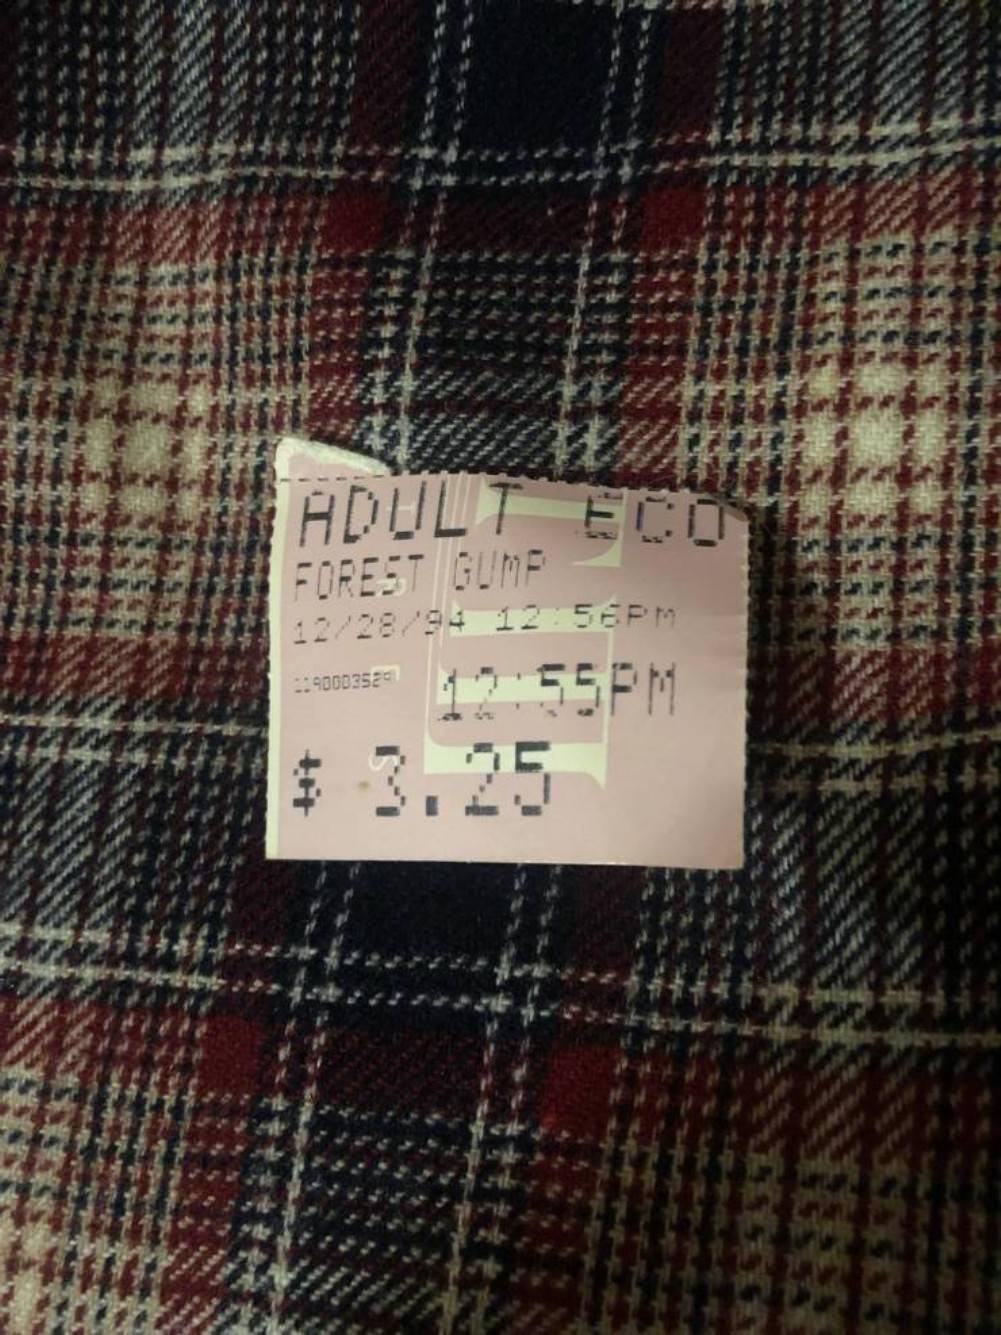 ADULT ECO
FOREST GUMP
12/28/94 12:56PM
12:55PM
$ 3.25